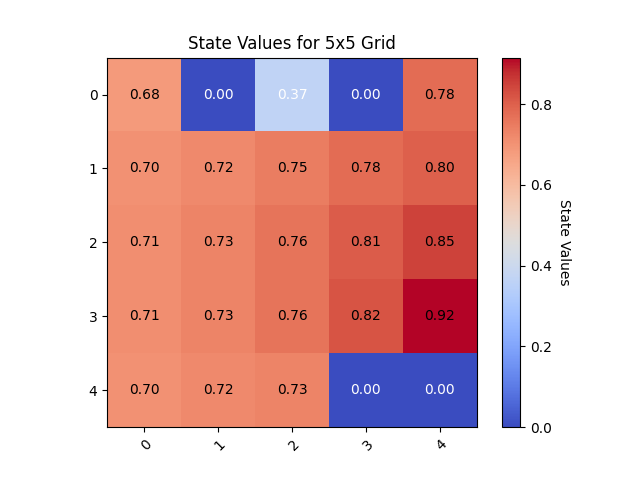 State Values for 5x5 Grid
0 0.68 0.00 0.37 0.00 0.78
1 0.70 0.72 0.75 0.78 0.80
2 0.71 0.73 0.76 0.81 0.85
3 0.71 0.73 0.76 0.82 0.92
4 0.70 0.72 0.73 0.00 0.00
0 1 2 3 4
0.8
0.6
0.4
0.2
0.0
State Values